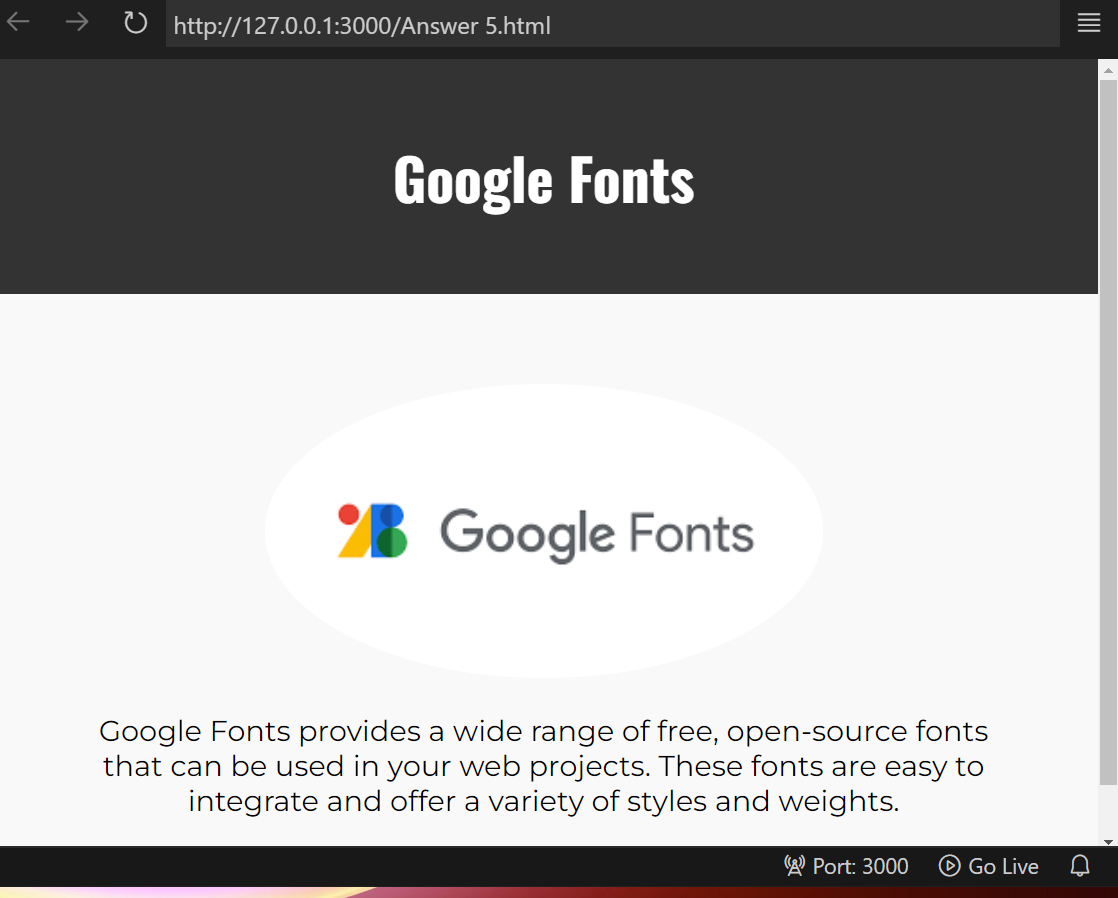 http://127.0.0.1:3000/Answer 5.html
Google Fonts
Google Fonts
Google Fonts provides a wide range of free, open-source fonts
that can be used in your web projects. These fonts are easy to
integrate and offer a variety of styles and weights.
Port: 3000 Go Live